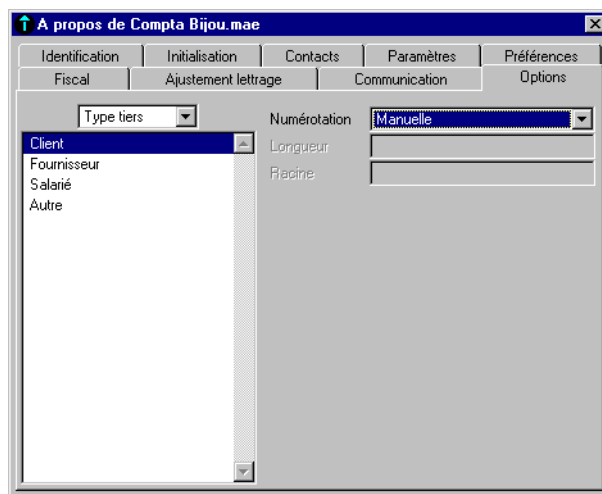 A propos de Compta Bijou.mae
Identification Initialisation Contacts Paramètres Préférences
Fiscal Ajustement lettrage Communication Options
Type tiers Numérotation Manuelle
Client Longueur
Fournisseur Racine
Salarié
Autre